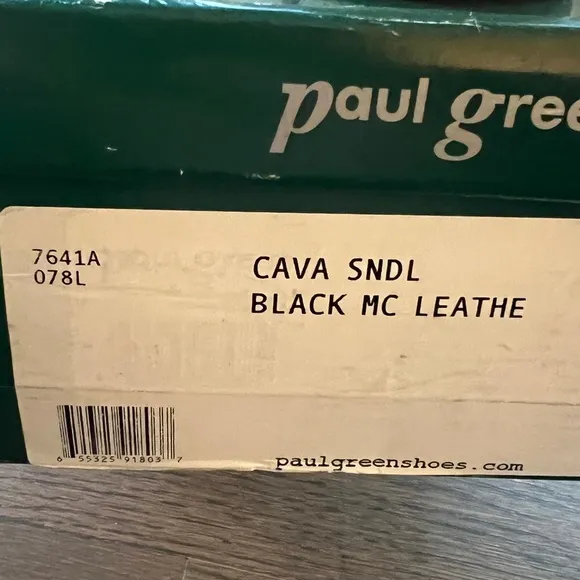 paul gree
7641A
078L
CAVA SNDL
BLACK MC LEATHE
6 55325 91803 7
paulgreenshoes.com